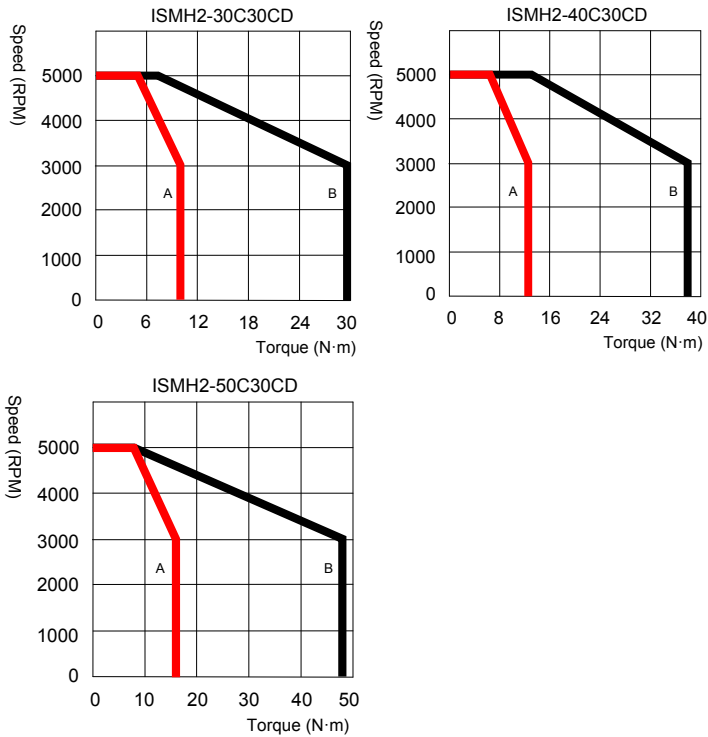 ISMH2-30C30CD
Speed (RPM)
5000
4000
3000
2000
1000
0
A
B
0 6 12 18 24 30
Torque (N·m)
ISMH2-40C30CD
Speed (RPM)
5000
4000
3000
2000
1000
0
A
B
0 8 16 24 32 40
Torque (N·m)
ISMH2-50C30CD
Speed (RPM)
5000
4000
3000
2000
1000
0
A
B
0 10 20 30 40 50
Torque (N·m)